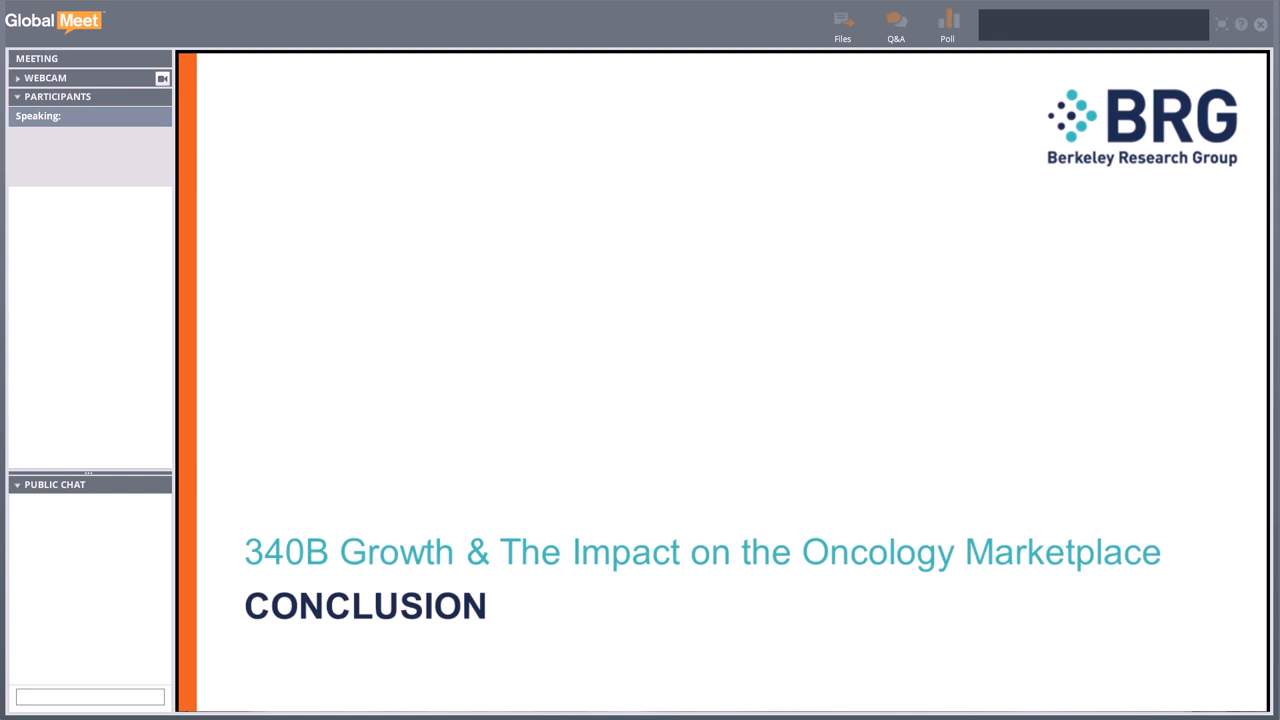 Global Meet
Files
Q&A
Poll
MEETING
WEBCAM
PARTICIPANTS
Speaking:
BRG
Berkeley Research Group
PUBLIC CHAT
340B Growth & The Impact on the Oncology Marketplace
CONCLUSION